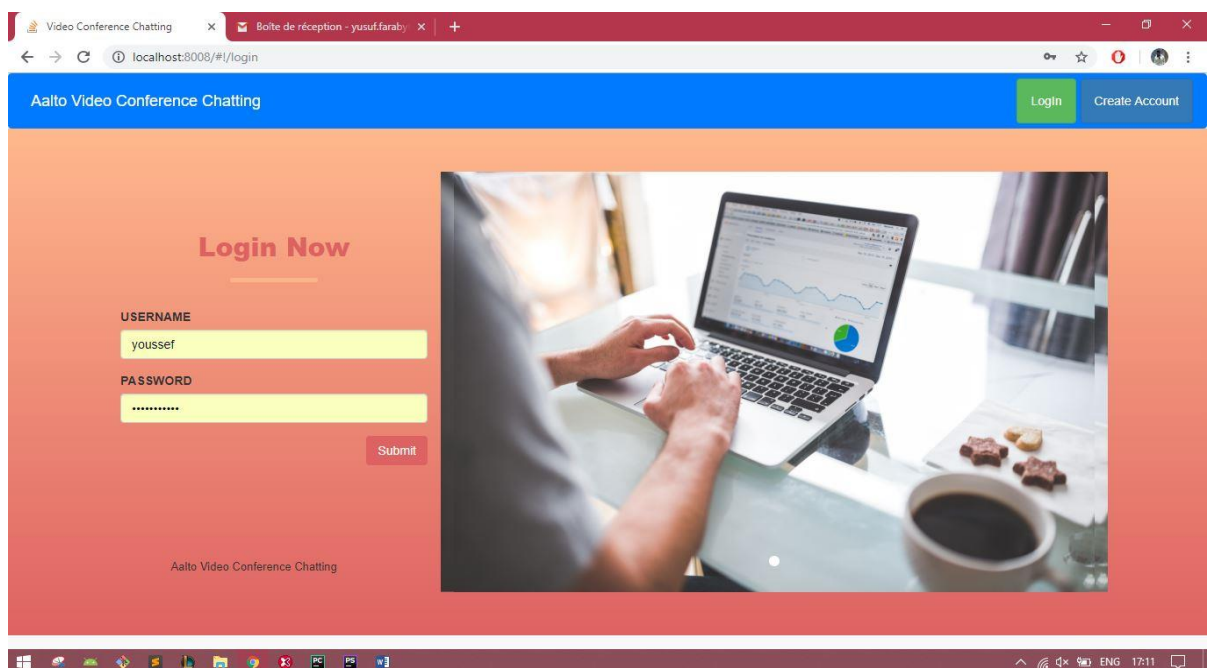 Video Conference Chatting
Boîte de réception - yusuf.faraby
localhost:8008/#!/login
Aalto Video Conference Chatting
Login
Create Account
Login Now
USERNAME
youssef
PASSWORD
•••••••••••
Submit
Aalto Video Conference Chatting
ENG 17:11